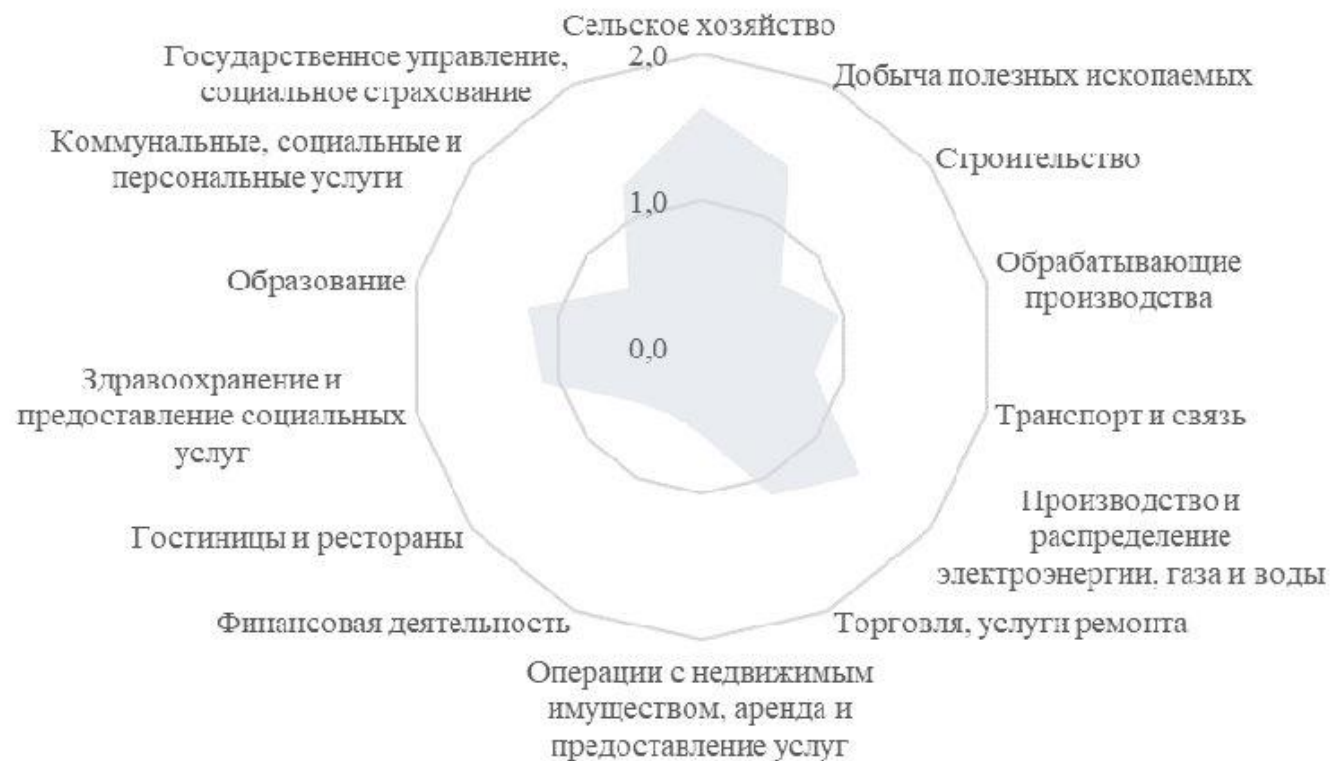 Сельское хозяйство
2,0
Государственное управление,
социальное страхование
Добыча полезных ископаемых
Коммунальные, социальные и
персональные услуги
Строительство
1,0
Образование
Обрабатывающие
производства
0,0
Здравоохранение и
предоставление социальных
услуг
Транспорт и связь
Гостиницы и рестораны
Производство и
распределение
электроэнергии, газа и воды
Финансовая деятельность
Торговля, услуги ремонта
Операции с недвижимым
имуществом, аренда и
предоставление услуг